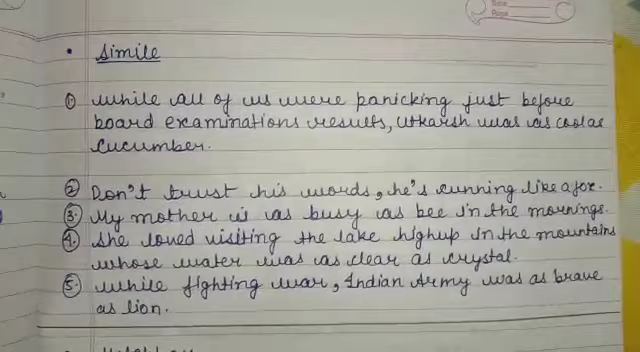 • Simile
① While all of us were panicking just before
board examinations results, Utkarsh was as cool as
cucumber.
② Don't trust his words, he's cunning like a fox.
③. My mother is as busy as bee in the mornings.
④. She loved visiting the lake highup in the mountains
whose water was as clear as crystal.
⑤. While fighting war, Indian Army was as brave
as lion.